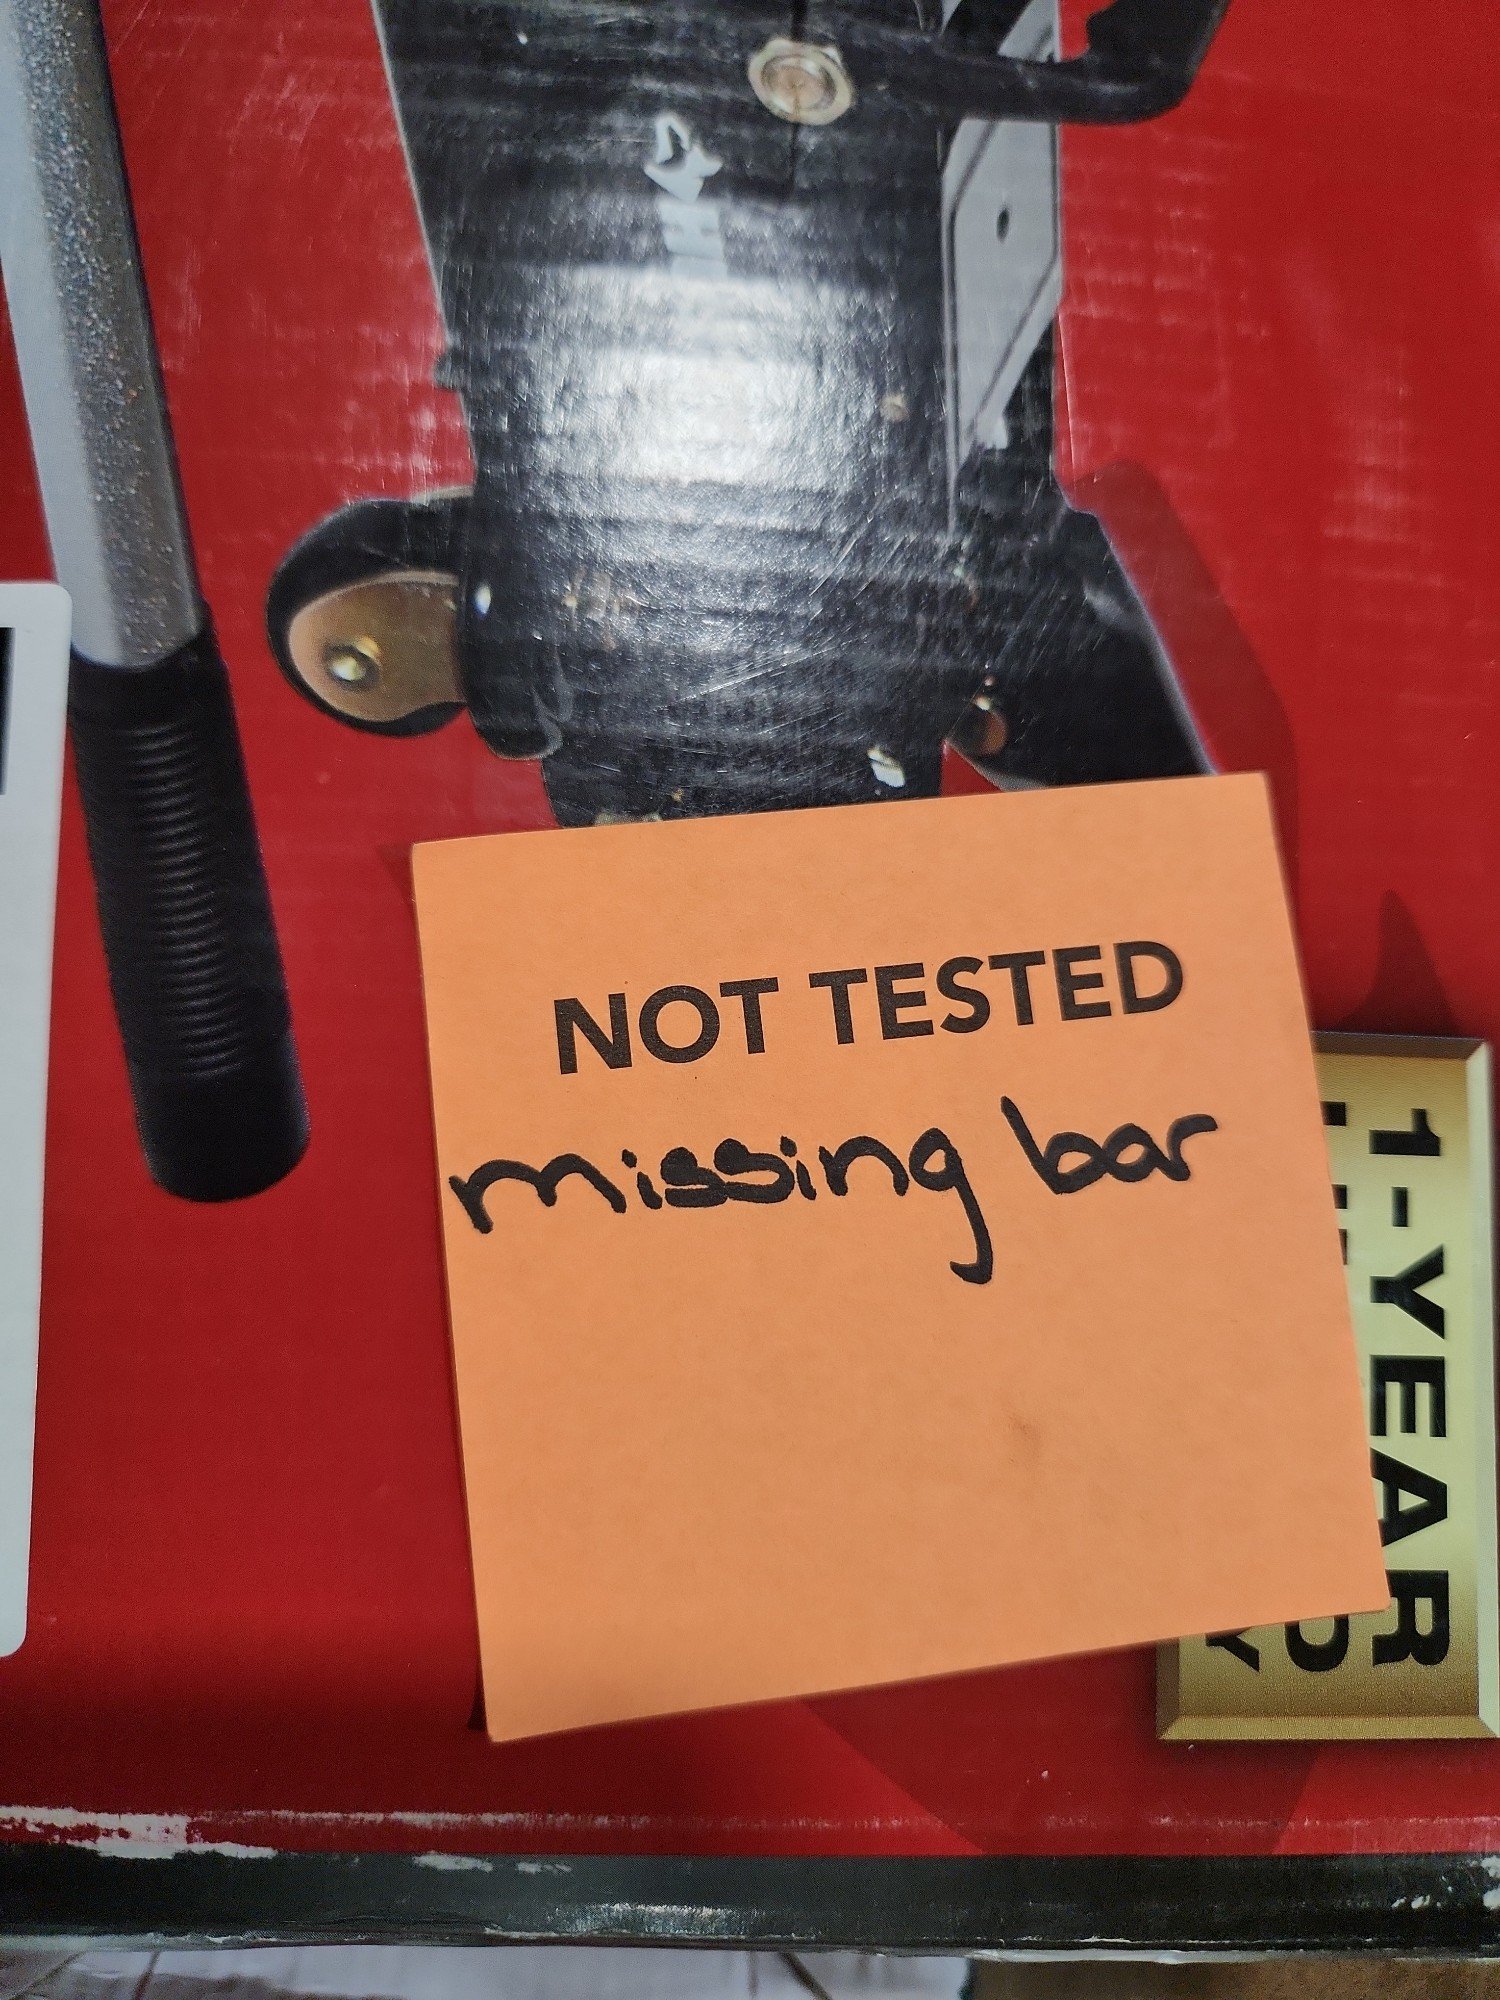 NOT TESTED
missing bar
1-YEAR